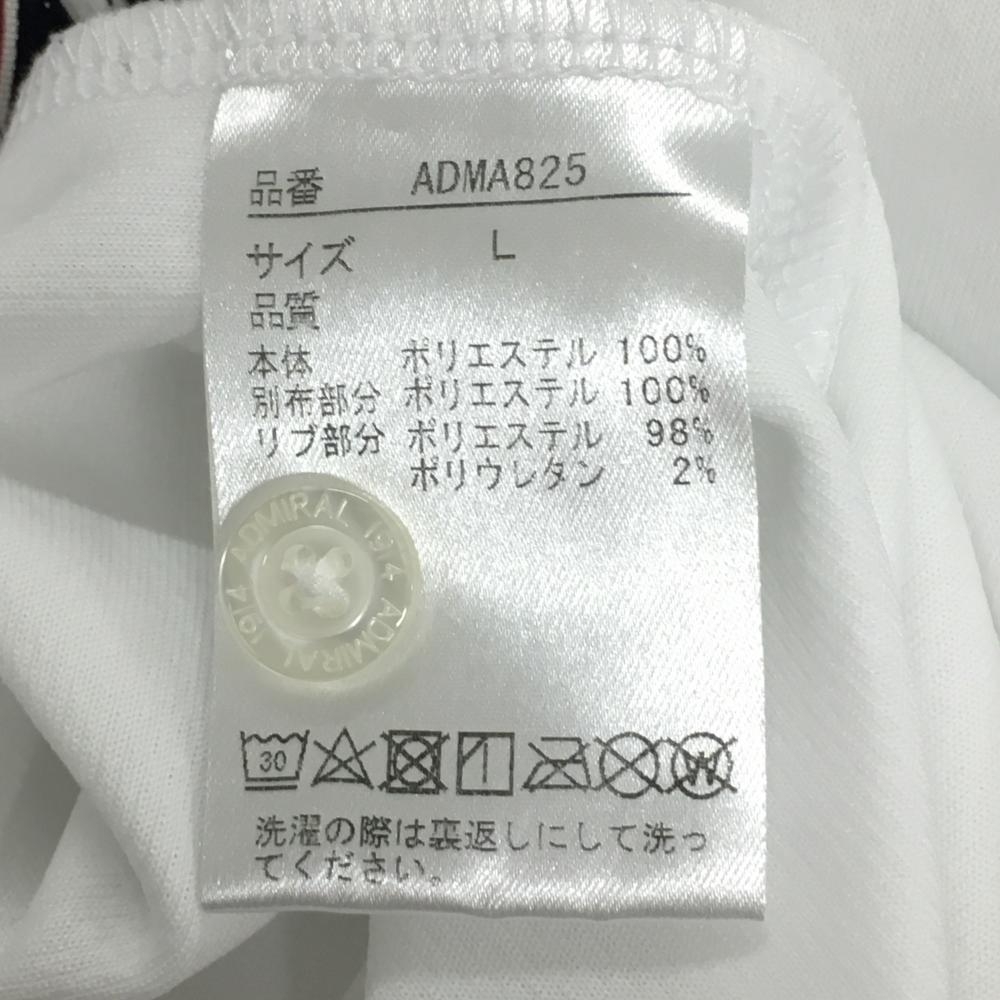 品番 ADMA825
サイズ L
品質
本体 ポリエステル 100%
別布部分 ポリエステル 100%
リブ部分 ポリエステル 98%
ポリウレタン 2%
ADMIRAL 1914 ADMIRAL 1914
30
W
洗濯の際は裏返しにして洗っ
てください。